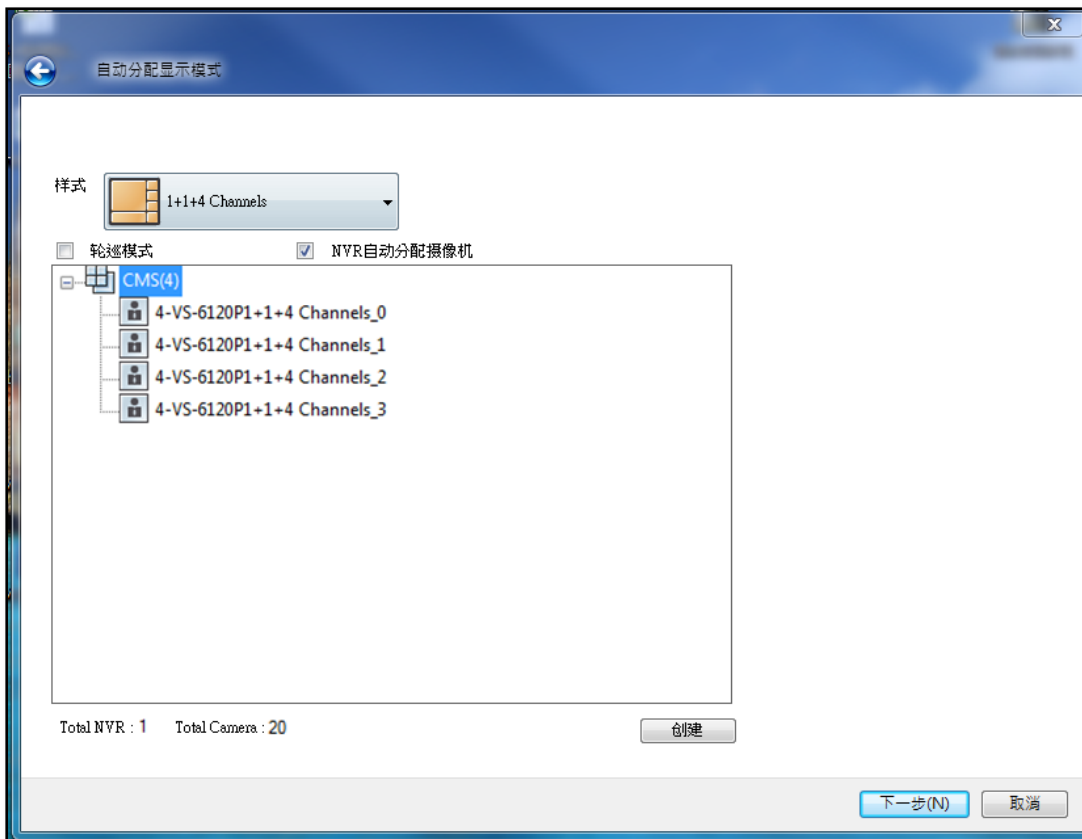 自动分配显示模式
样式
1+1+4 Channels
轮巡模式 NVR自动分配摄像机
CMS(4)
4-VS-6120P1+1+4 Channels_0
4-VS-6120P1+1+4 Channels_1
4-VS-6120P1+1+4 Channels_2
4-VS-6120P1+1+4 Channels_3
Total NVR : 1 Total Camera : 20
创建
下一步(N) 取消